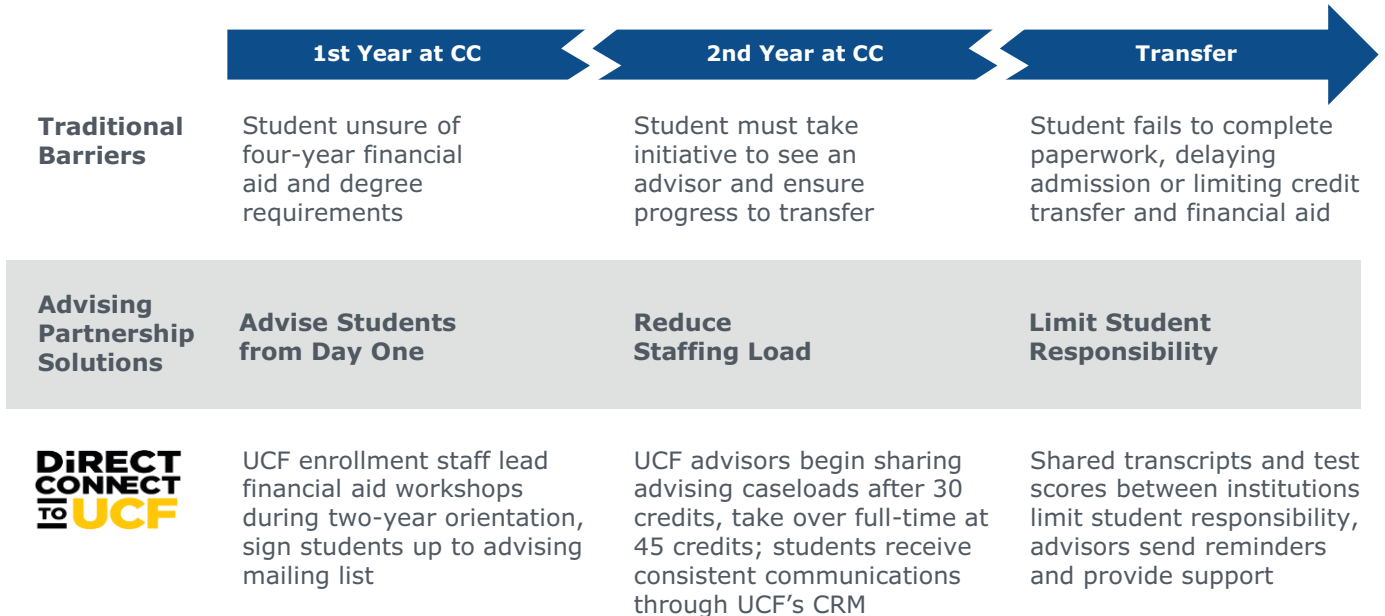 1st Year at CC
2nd Year at CC
Transfer
Traditional
Barriers
Student unsure of
four-year financial
aid and degree
requirements
Student must take
initiative to see an
advisor and ensure
progress to transfer
Student fails to complete
paperwork, delaying
admission or limiting credit
transfer and financial aid
Advising
Partnership
Solutions
Advise Students
from Day One
Reduce
Staffing Load
Limit Student
Responsibility
DiRECT
CONNECT
TO UCF
UCF enrollment staff lead
financial aid workshops
during two-year orientation,
sign students up to advising
mailing list
UCF advisors begin sharing
advising caseloads after 30
credits, take over full-time at
45 credits; students receive
consistent communications
through UCF's CRM
Shared transcripts and test
scores between institutions
limit student responsibility,
advisors send reminders
and provide support